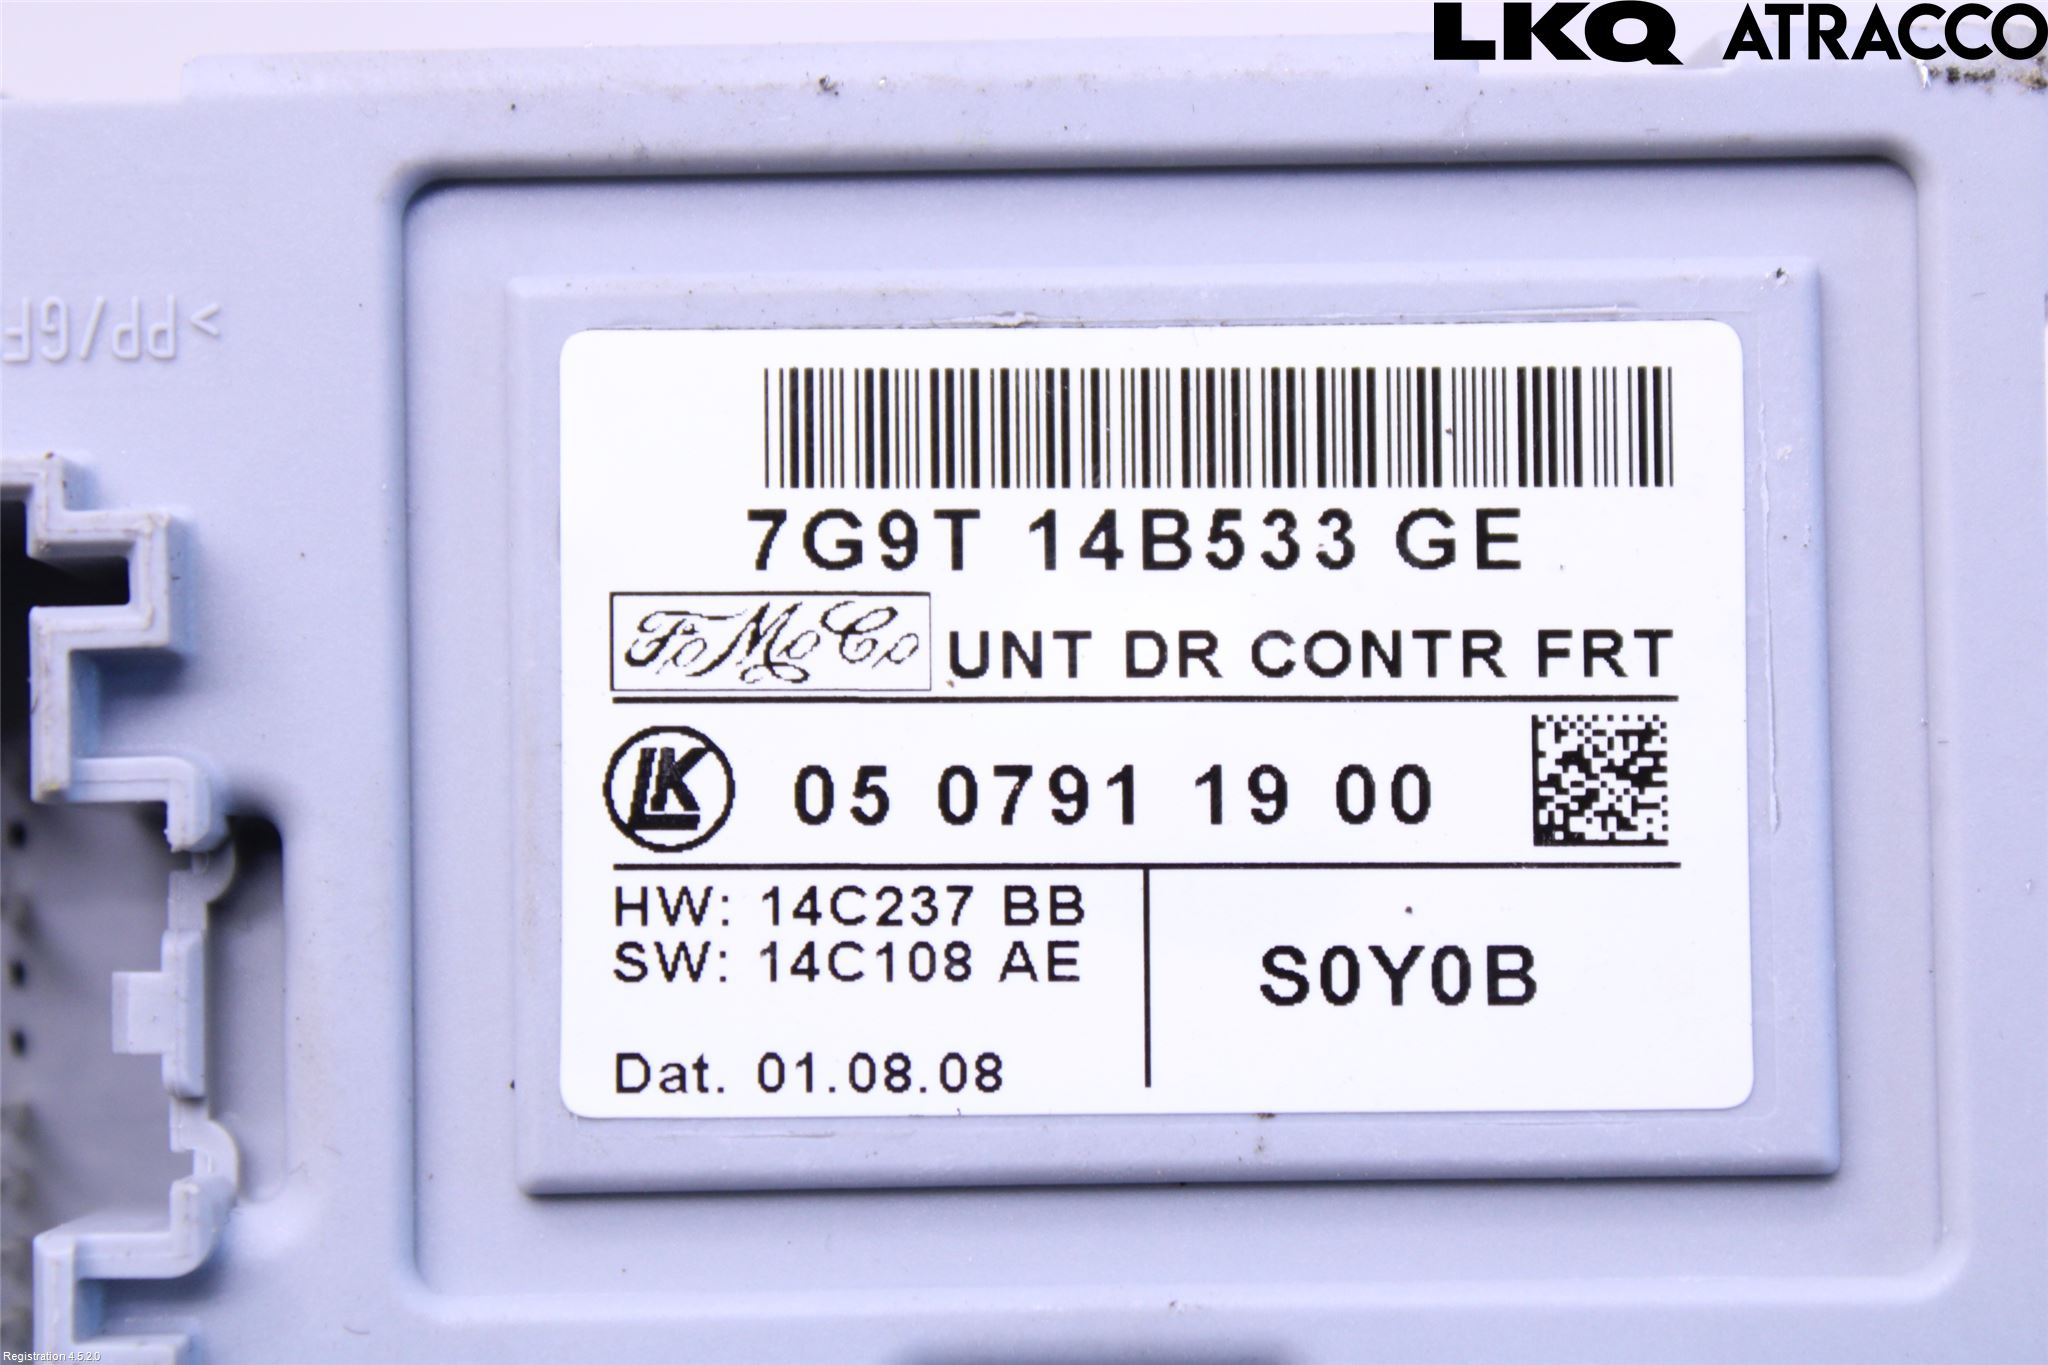 LKQ ATRACCO
>PP/GF
7G9T 14B533 GE
FoMoCo UNT DR CONTR FRT
LK 05 0791 19 00
HW: 14C237 BB
SW: 14C108 AE
S0Y0B
Dat. 01.08.08
Registration 4.5.2.0